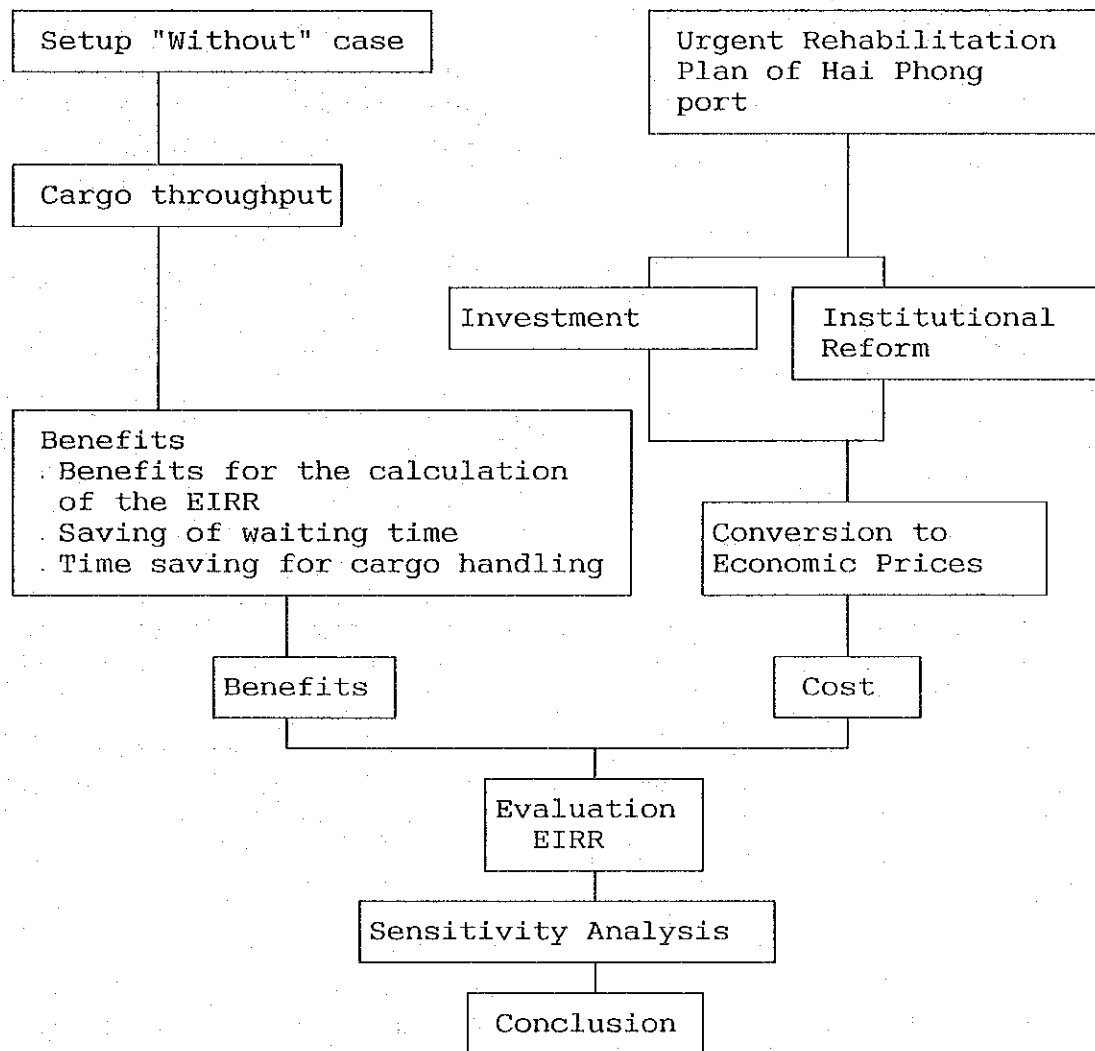 Setup "Without" case
Urgent Rehabilitation
Plan of Hai Phong
port
Cargo throughput
Investment
Institutional
Reform
Benefits
. Benefits for the calculation
of the EIRR
. Saving of waiting time
. Time saving for cargo handling
Conversion to
Economic Prices
Benefits
Cost
Evaluation
EIRR
Sensitivity Analysis
Conclusion